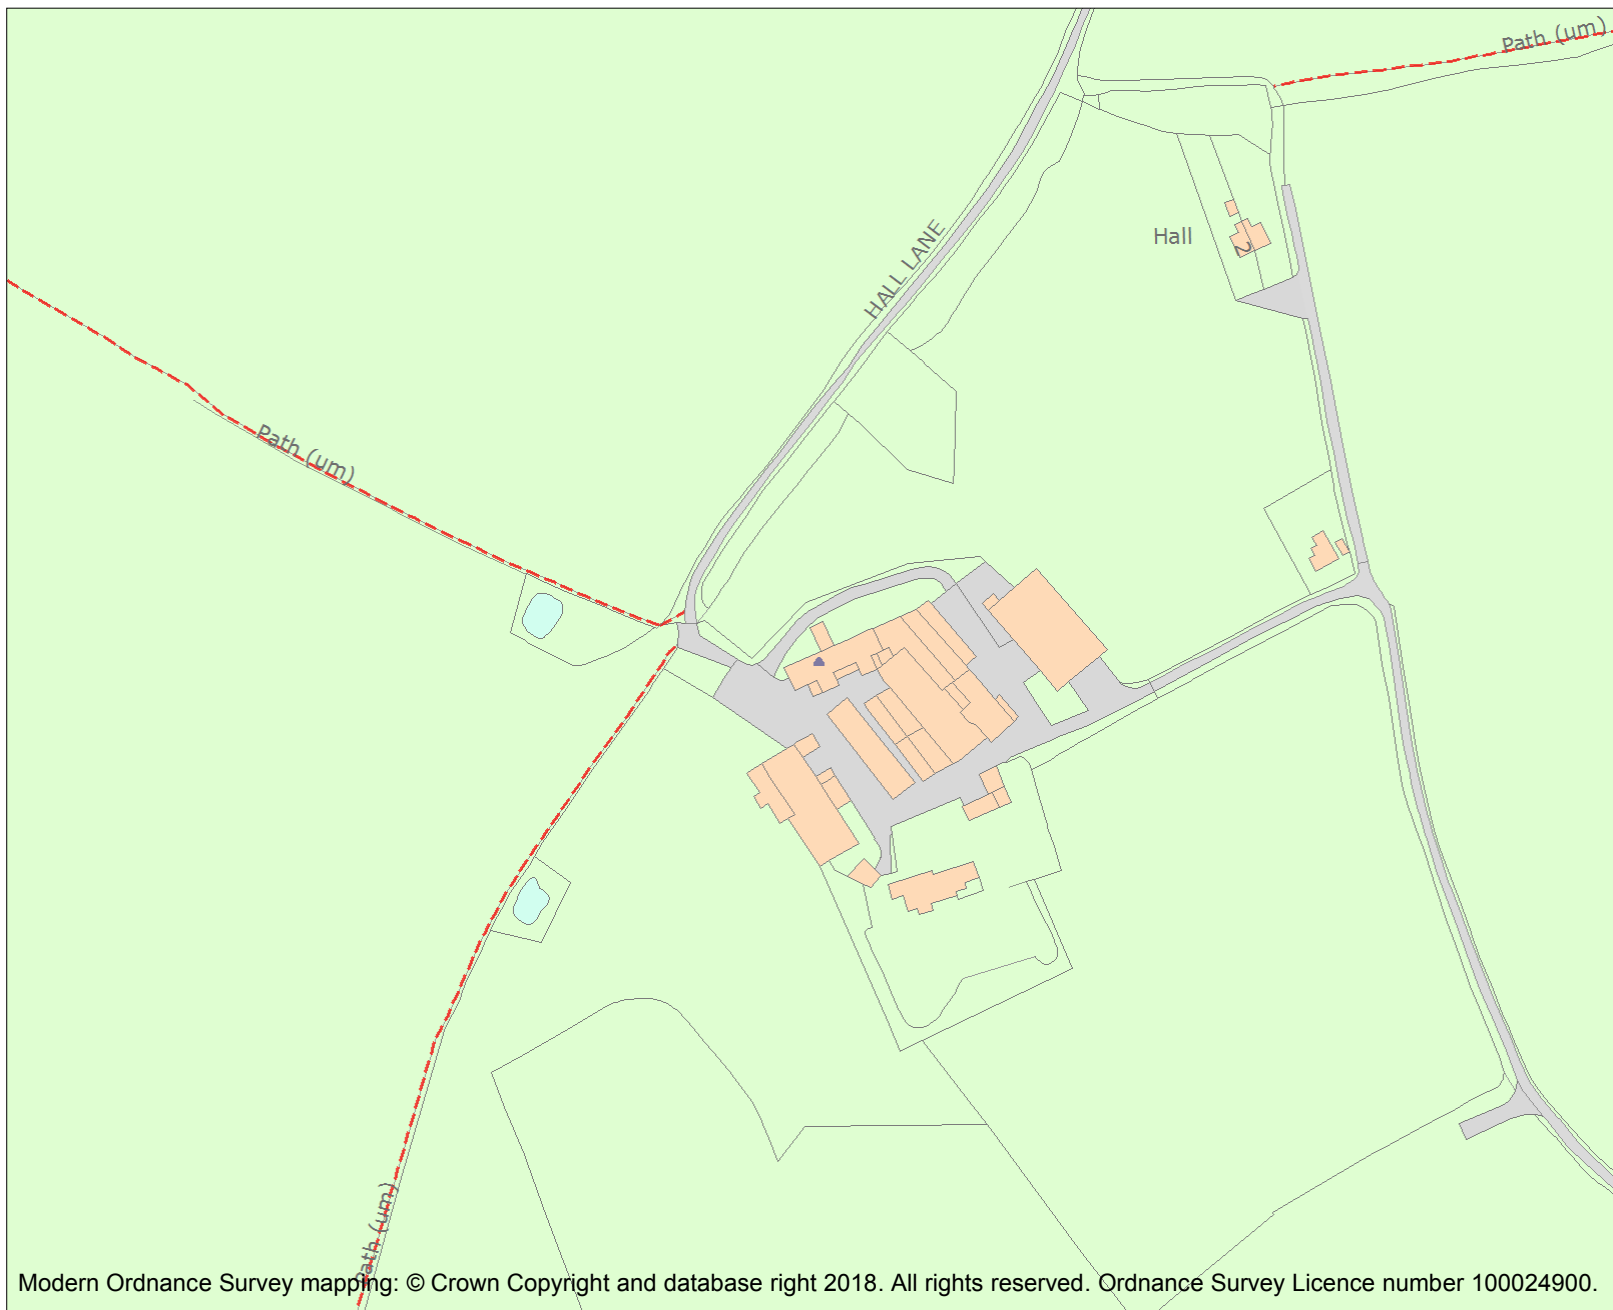 Path (um)
HALL LANE
Hall
2
Path (um)
Path (um)
Modern Ordnance Survey mapping: © Crown Copyright and database right 2018. All rights reserved. Ordnance Survey Licence number 100024900.